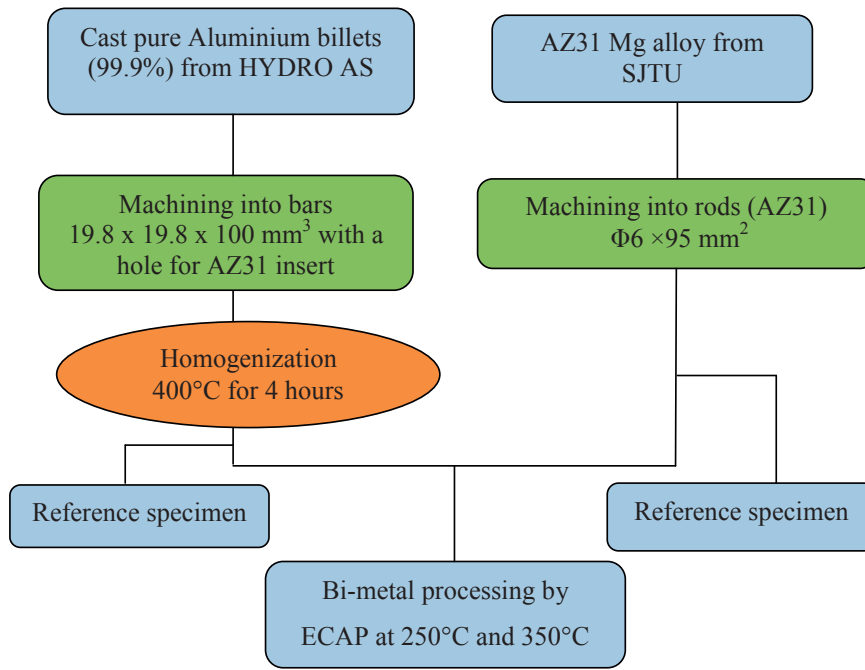 Cast pure Aluminium billets
(99.9%) from HYDRO AS
AZ31 Mg alloy from
SJTU
Machining into bars
19.8 x 19.8 x 100 mm³ with a
hole for AZ31 insert
Machining into rods (AZ31)
Φ6 ×95 mm²
Homogenization
400°C for 4 hours
Reference specimen
Reference specimen
Bi-metal processing by
ECAP at 250°C and 350°C